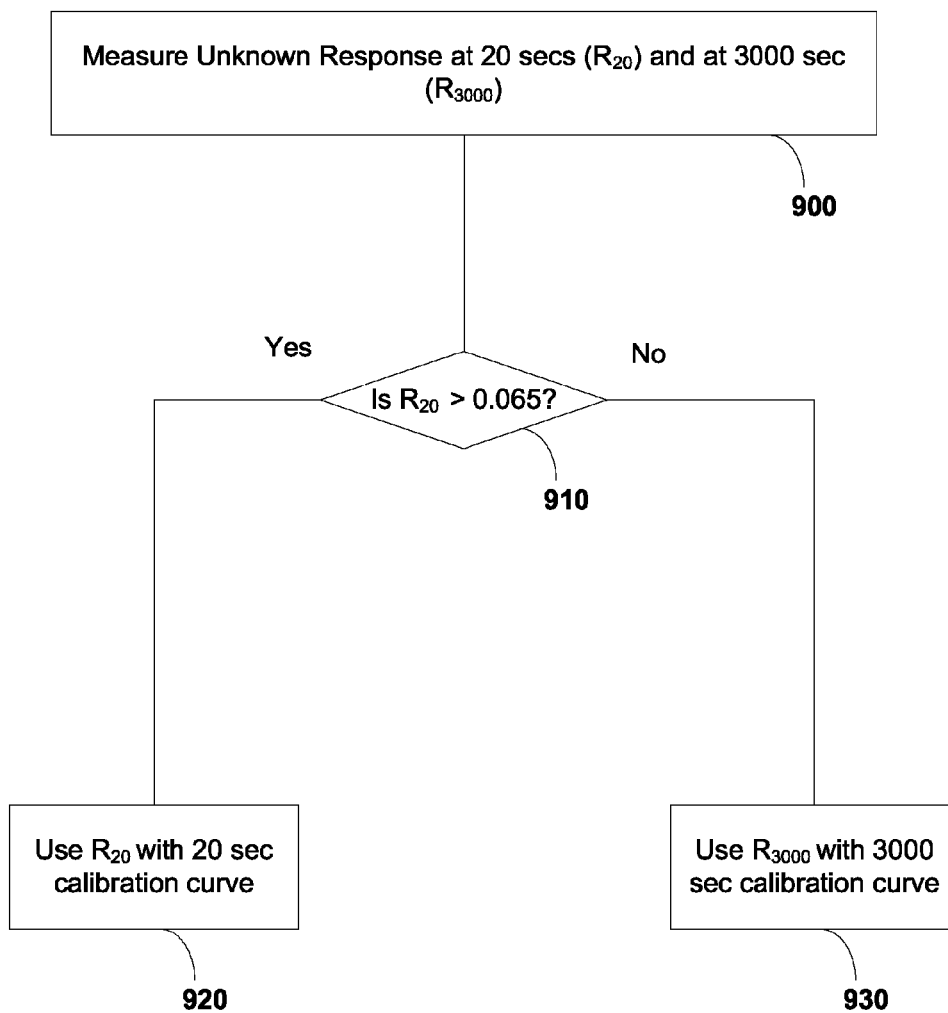 Measure Unknown Response at 20 secs (R₂₀) and at 3000 sec
(R₃₀₀₀)
900
Yes
No
Is R₂₀ > 0.065?
910
Use R₂₀ with 20 sec
calibration curve
Use R₃₀₀₀ with 3000
sec calibration curve
920
930